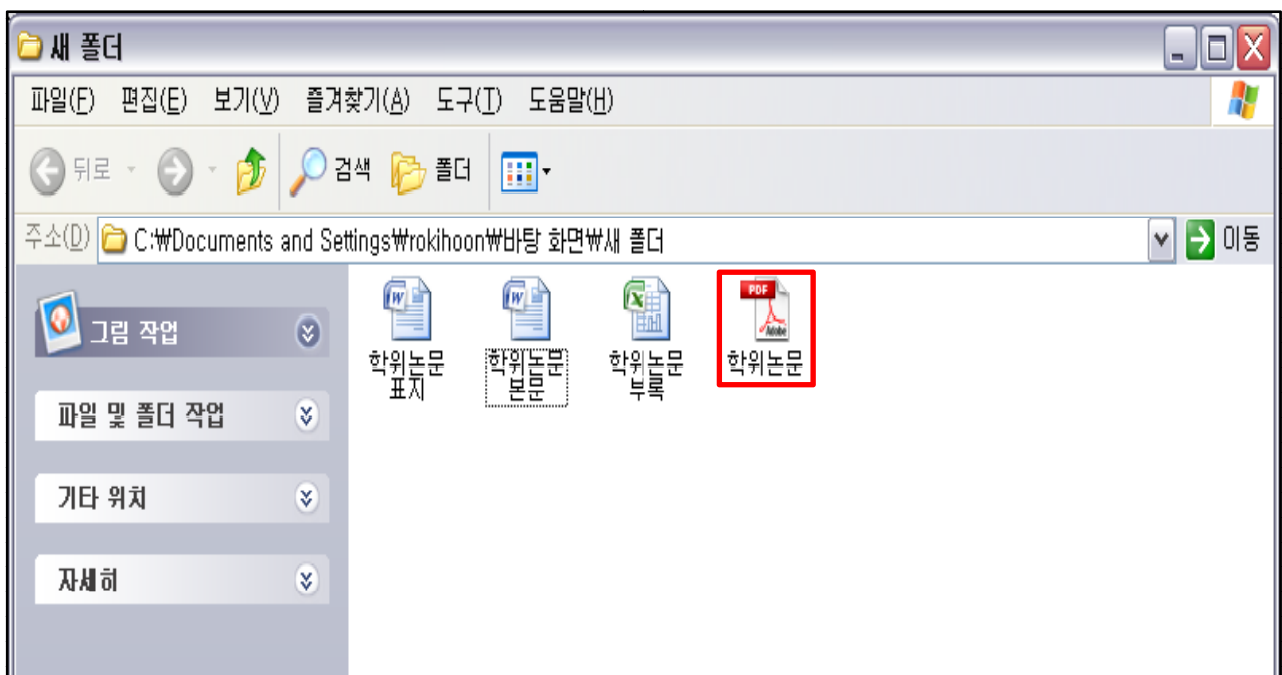 새 폴더
파일(F) 편집(E) 보기(V) 즐겨찾기(A) 도구(T) 도움말(H)
뒤로 검색 폴더
주소(D) C:₩Documents and Settings₩rokihoon₩바탕 화면₩새 폴더 이동
그림 작업
파일 및 폴더 작업
기타 위치
자세히
학위논문
표지
학위논문
본문
학위논문
부록
PDF
Adobe
학위논문